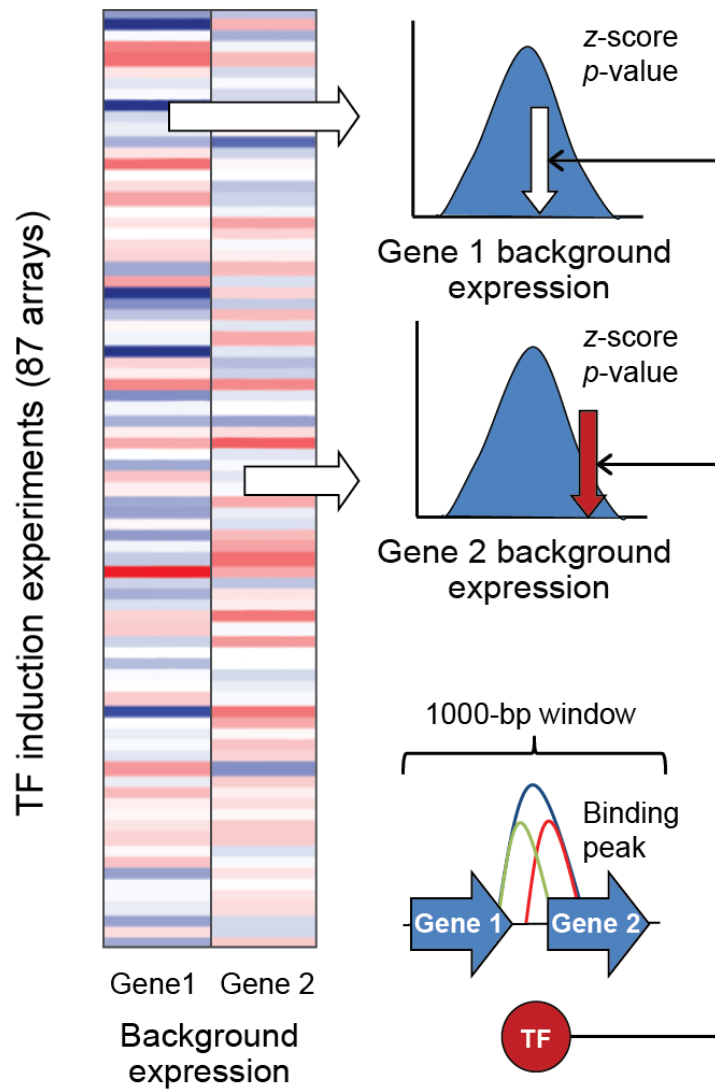 TF induction experiments (87 arrays)
Gene1
Gene 2
Background
expression
z-score
p-value
Gene 1 background
expression
z-score
p-value
Gene 2 background
expression
1000-bp window
Binding
peak
Gene 1
Gene 2
TF